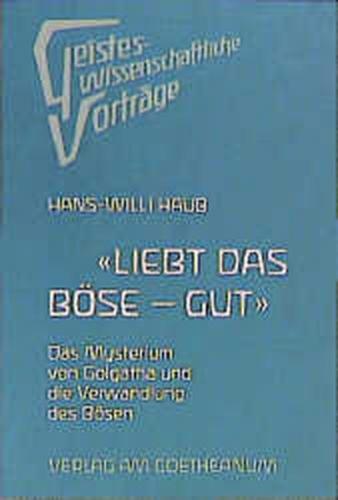 Geistes-
Wissenschaftliche
Vorträge
HANS-WILLI HAUB
«LIEBT DAS
BÖSE – GUT»
Das Mysterium
von Golgatha und
die Verwandlung
des Bösen
VERLAG AM GOETHEANUM